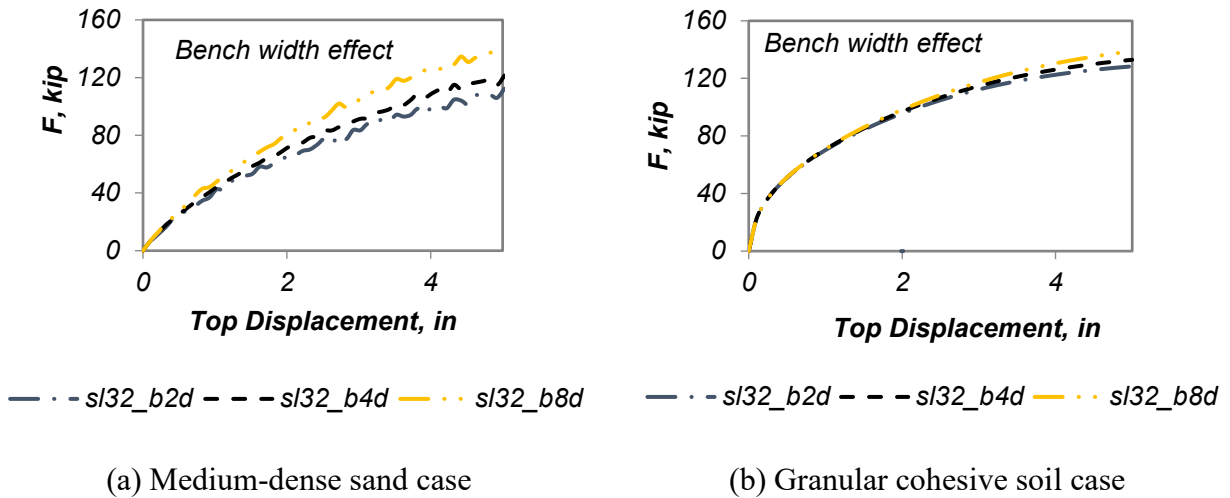 160
Bench width effect
120
F, kip
80
40
0
0
2
4
Top Displacement, in
sl32_b2d
sl32_b4d
sl32_b8d
(a) Medium-dense sand case
160
Bench width effect
120
F, kip
80
40
0
0
2
4
Top Displacement, in
sl32_b2d
sl32_b4d
sl32_b8d
(b) Granular cohesive soil case